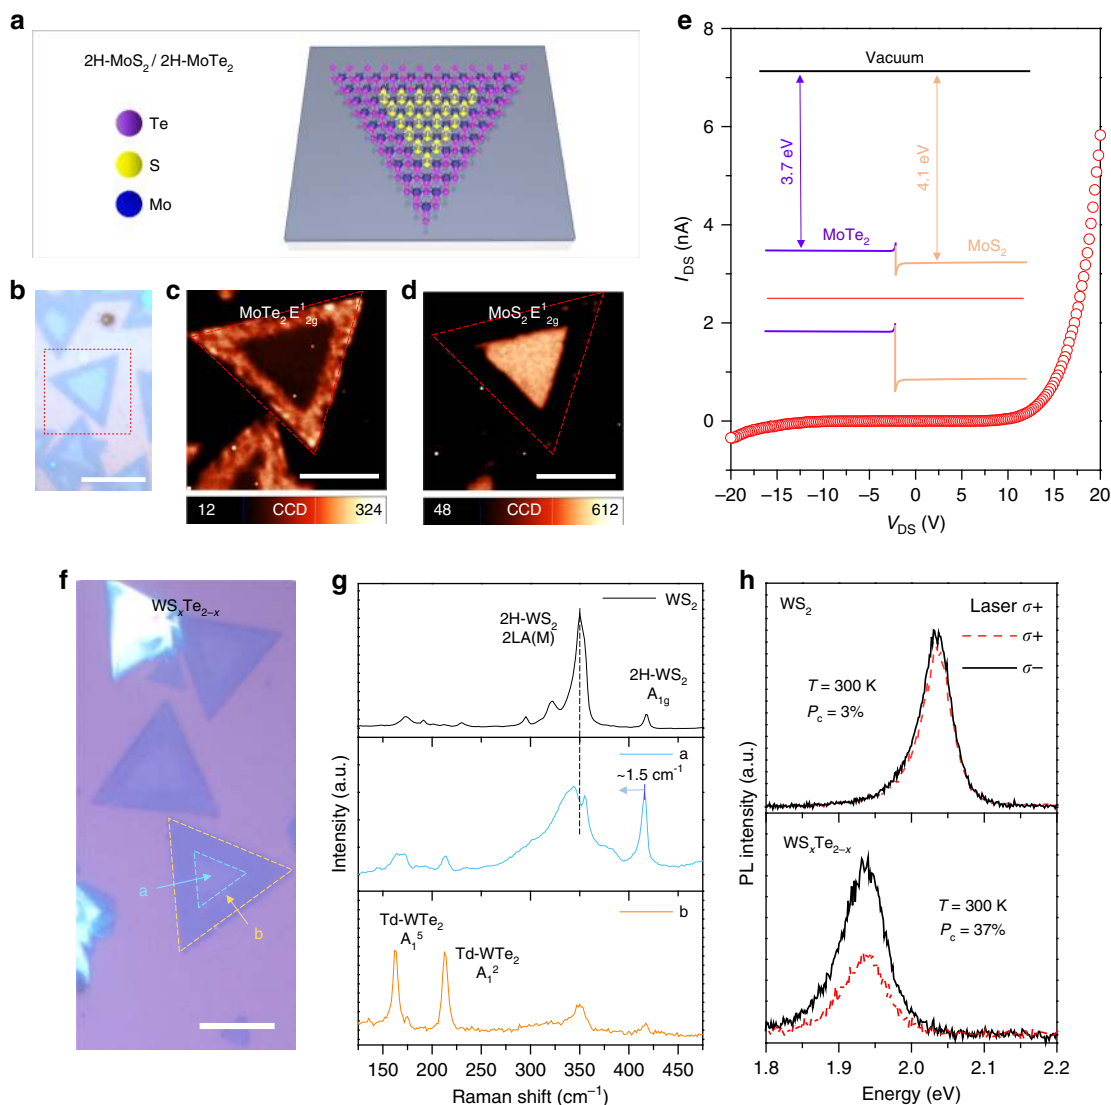 a
2H-MoS₂ / 2H-MoTe₂
Te
S
Mo
b
c
MoTe₂ E¹₂g
12 CCD 324
d
MoS₂ E¹₂g
48 CCD 612
e
8
6
4
2
0
I_DS (nA)
Vacuum
3.7 eV
4.1 eV
MoTe₂
MoS₂
−20 −15 −10 −5 0 5 10 15 20
V_DS (V)
f
WSₓTe₂₋ₓ
a
b
g
WS₂
2H-WS₂
2LA(M)
2H-WS₂
A₁g
a
~1.5 cm⁻¹
b
Td-WTe₂
A₁⁵
Td-WTe₂
A₁²
Intensity (a.u.)
150 200 250 300 350 400 450
Raman shift (cm⁻¹)
h
WS₂
Laser σ+
σ+
σ−
T = 300 K
P_c = 3%
WSₓTe₂₋ₓ
T = 300 K
P_c = 37%
PL intensity (a.u.)
1.8 1.9 2.0 2.1 2.2
Energy (eV)